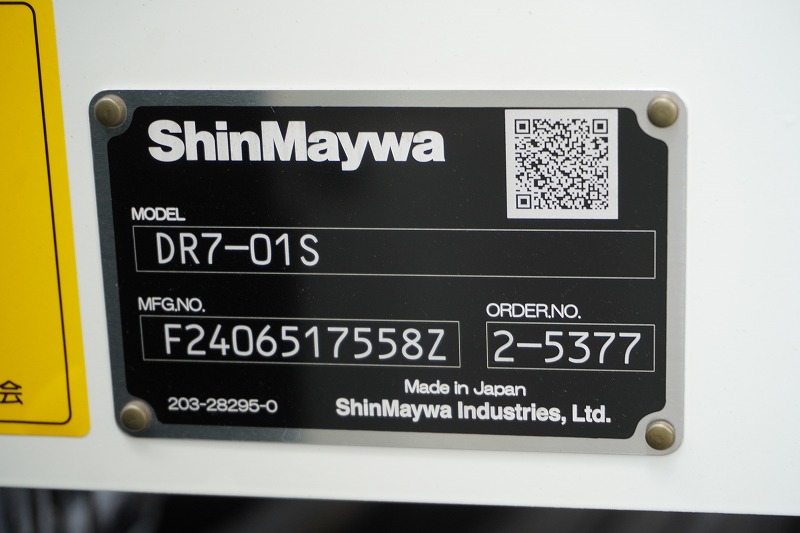 ShinMaywa
MODEL
DR7-01S
MFG.NO.
F2406517558Z
ORDER.NO.
2-5377
Made in Japan
203-28295-0
ShinMaywa Industries, Ltd.
会